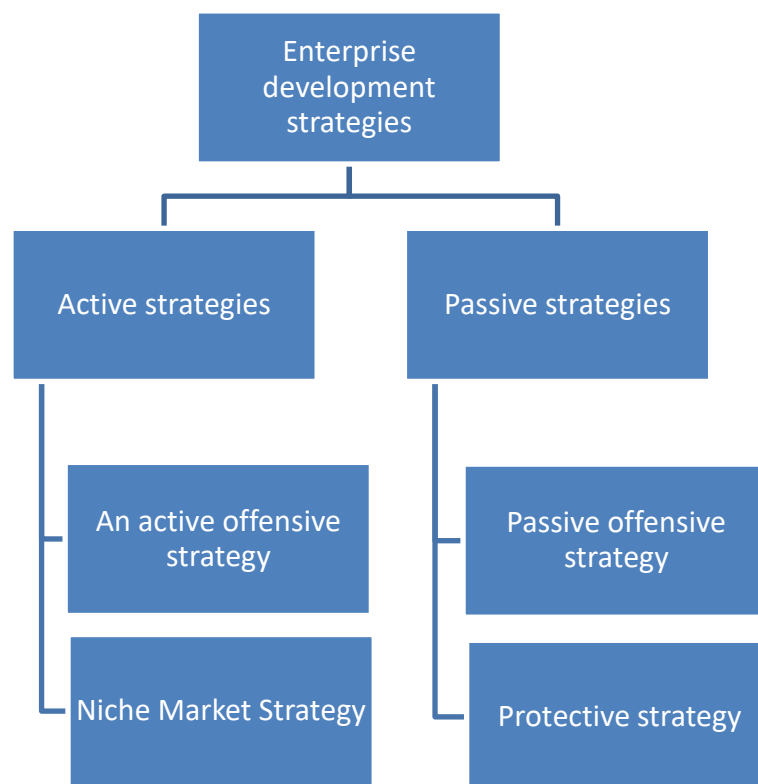 Enterprise
development
strategies
Active strategies
Passive strategies
An active offensive
strategy
Passive offensive
strategy
Niche Market Strategy
Protective strategy